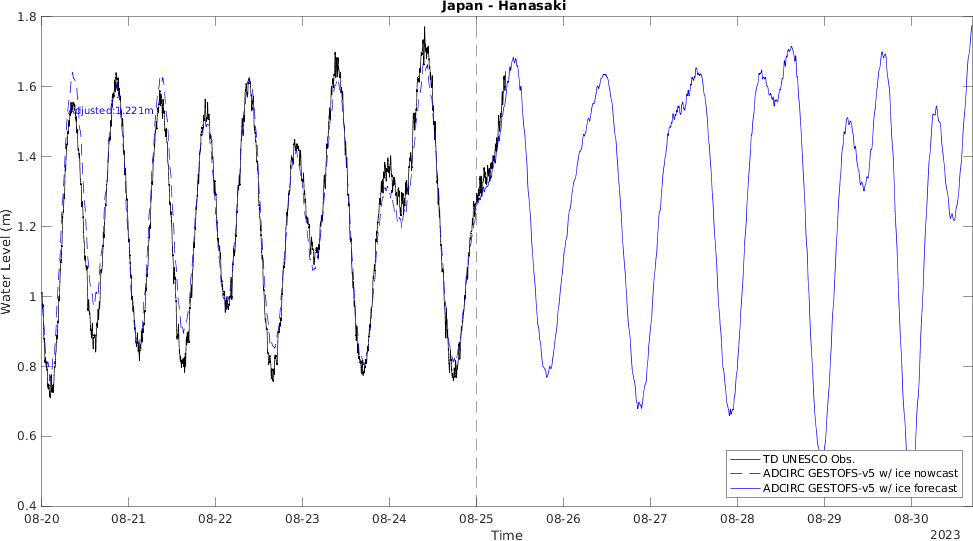 Japan - Hanasaki
1.8
1.6
1.4
1.2
1
0.8
0.6
0.4
Water Level (m)
adjusted:1.221m
TD UNESCO Obs.
ADCIRC GESTOFS-v5 w/ ice nowcast
ADCIRC GESTOFS-v5 w/ ice forecast
08-20 08-21 08-22 08-23 08-24 08-25 08-26 08-27 08-28 08-29 08-30
Time
2023